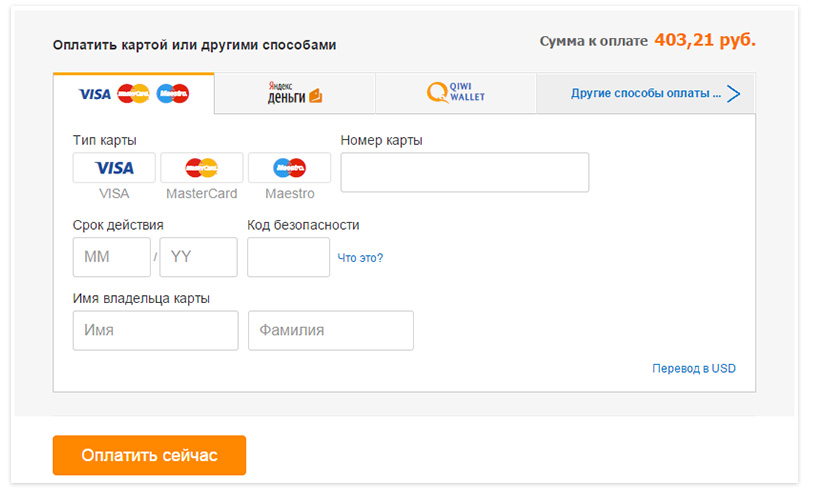 Оплатить картой или другими способами
Сумма к оплате 403,21 руб.
VISA MasterCard Maestro
Яндекс
деньги
QIWI
WALLET
Другие способы оплаты ...
Тип карты
Номер карты
VISA MasterCard Maestro
VISA MasterCard Maestro
Срок действия
Код безопасности
MM / YY
Что это?
Имя владельца карты
Имя
Фамилия
Перевод в USD
Оплатить сейчас